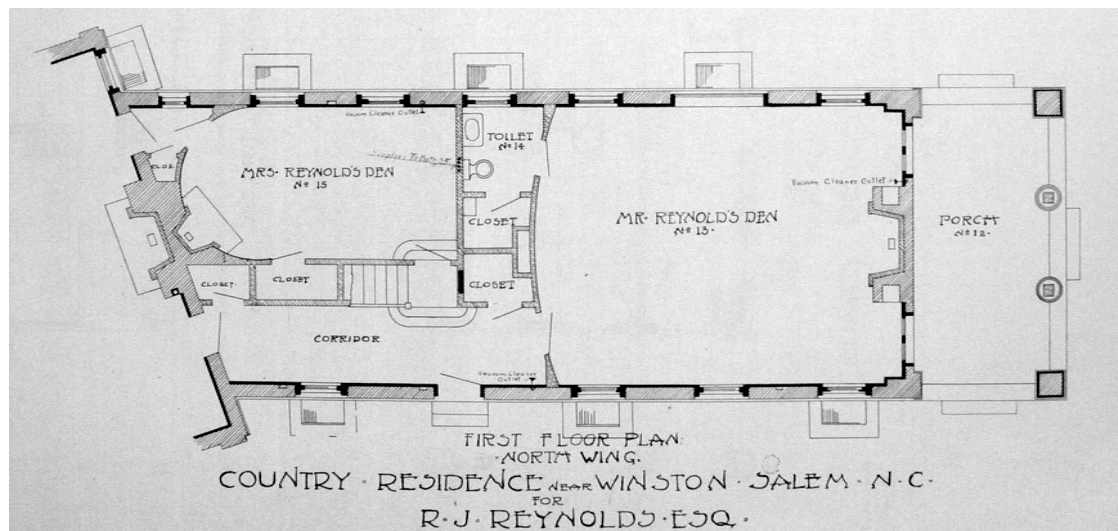 Vacuum Cleaner Outlet
TOILET
No 14
CLOS.
MRS. REYNOLD'S DEN
No 15
Vacuum Cleaner Outlet
CLOSET
MR. REYNOLD'S DEN
No 13.
PORCH
No 12.
CLOSET.
CLOSET
CLOSET
CORRIDOR
Vacuum Cleaner
Outlet
FIRST FLOOR PLAN:
·NORTH WING.
COUNTRY · RESIDENCE NEAR WINSTON · SALEM · N · C ·
FOR
R · J · REYNOLDS · ESQ ·